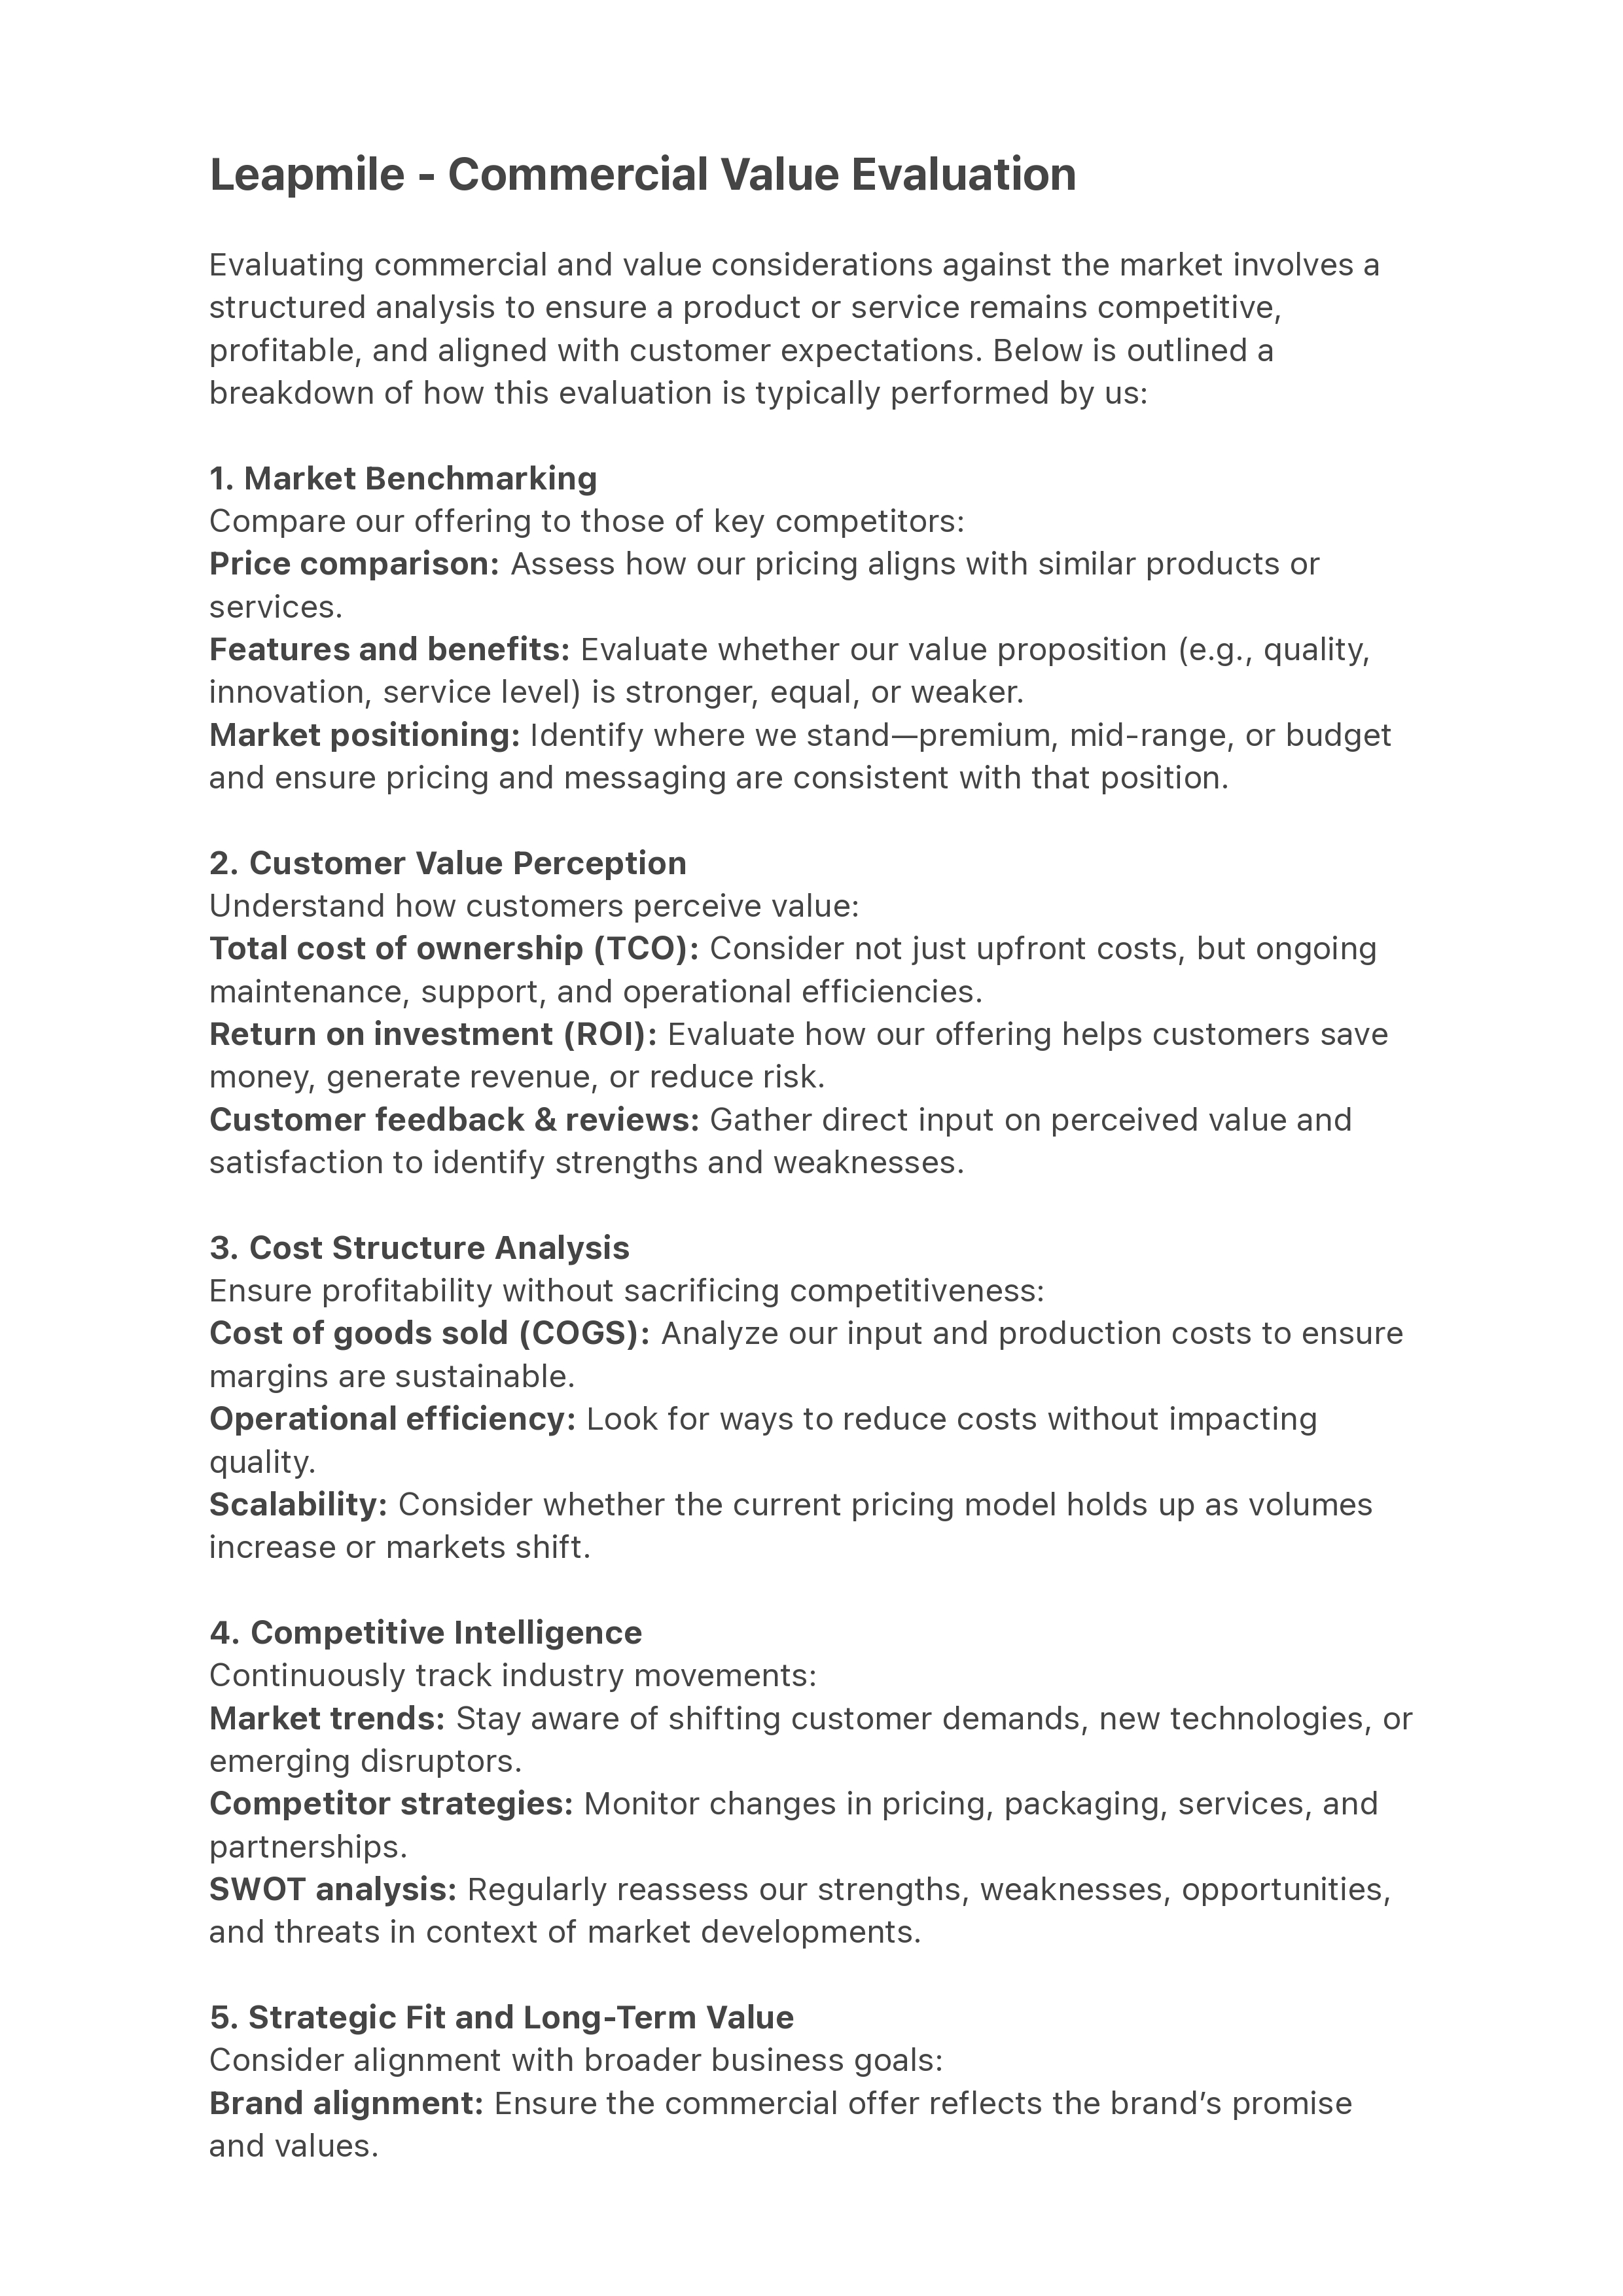 Leapmile - Commercial Value Evaluation
Evaluating commercial and value considerations against the market involves a
structured analysis to ensure a product or service remains competitive,
profitable, and aligned with customer expectations. Below is outlined a
breakdown of how this evaluation is typically performed by us:
1. Market Benchmarking
Compare our offering to those of key competitors:
Price comparison: Assess how our pricing aligns with similar products or
services.
Features and benefits: Evaluate whether our value proposition (e.g., quality,
innovation, service level) is stronger, equal, or weaker.
Market positioning: Identify where we stand—premium, mid-range, or budget
and ensure pricing and messaging are consistent with that position.
2. Customer Value Perception
Understand how customers perceive value:
Total cost of ownership (TCO): Consider not just upfront costs, but ongoing
maintenance, support, and operational efficiencies.
Return on investment (ROI): Evaluate how our offering helps customers save
money, generate revenue, or reduce risk.
Customer feedback & reviews: Gather direct input on perceived value and
satisfaction to identify strengths and weaknesses.
3. Cost Structure Analysis
Ensure profitability without sacrificing competitiveness:
Cost of goods sold (COGS): Analyze our input and production costs to ensure
margins are sustainable.
Operational efficiency: Look for ways to reduce costs without impacting
quality.
Scalability: Consider whether the current pricing model holds up as volumes
increase or markets shift.
4. Competitive Intelligence
Continuously track industry movements:
Market trends: Stay aware of shifting customer demands, new technologies, or
emerging disruptors.
Competitor strategies: Monitor changes in pricing, packaging, services, and
partnerships.
SWOT analysis: Regularly reassess our strengths, weaknesses, opportunities,
and threats in context of market developments.
5. Strategic Fit and Long-Term Value
Consider alignment with broader business goals:
Brand alignment: Ensure the commercial offer reflects the brand’s promise
and values.